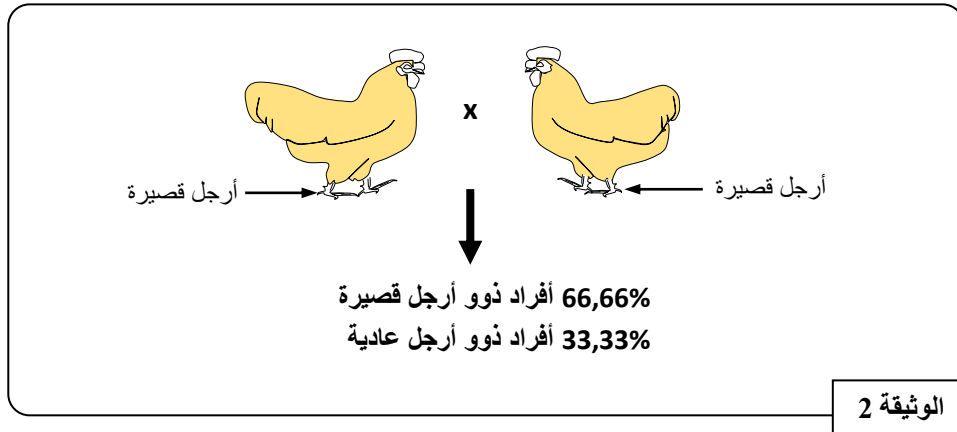 x
أرجل قصيرة
أرجل قصيرة
66,66% أفراد ذوو أرجل قصيرة
33,33% أفراد ذوو أرجل عادية
الوثيقة 2